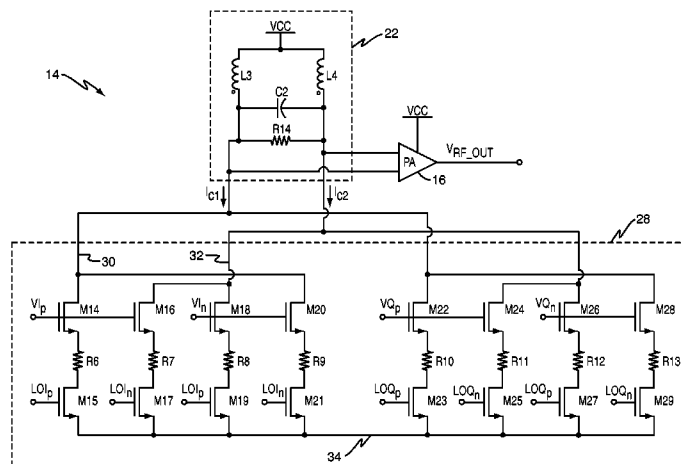 VCC
22
14
L3
L4
C2
VCC
R14
PA
V_RF_OUT
16
I_C1
I_C2
28
30
32
VI_p
M14
M16
VI_n
M18
M20
VQ_p
M22
M24
VQ_n
M26
M28
R6
R7
R8
R9
R10
R11
R12
R13
LOI_p
M15
LOI_n
M17
LOI_p
M19
LOI_n
M21
LOQ_p
M23
LOQ_n
M25
LOQ_p
M27
LOQ_n
M29
34